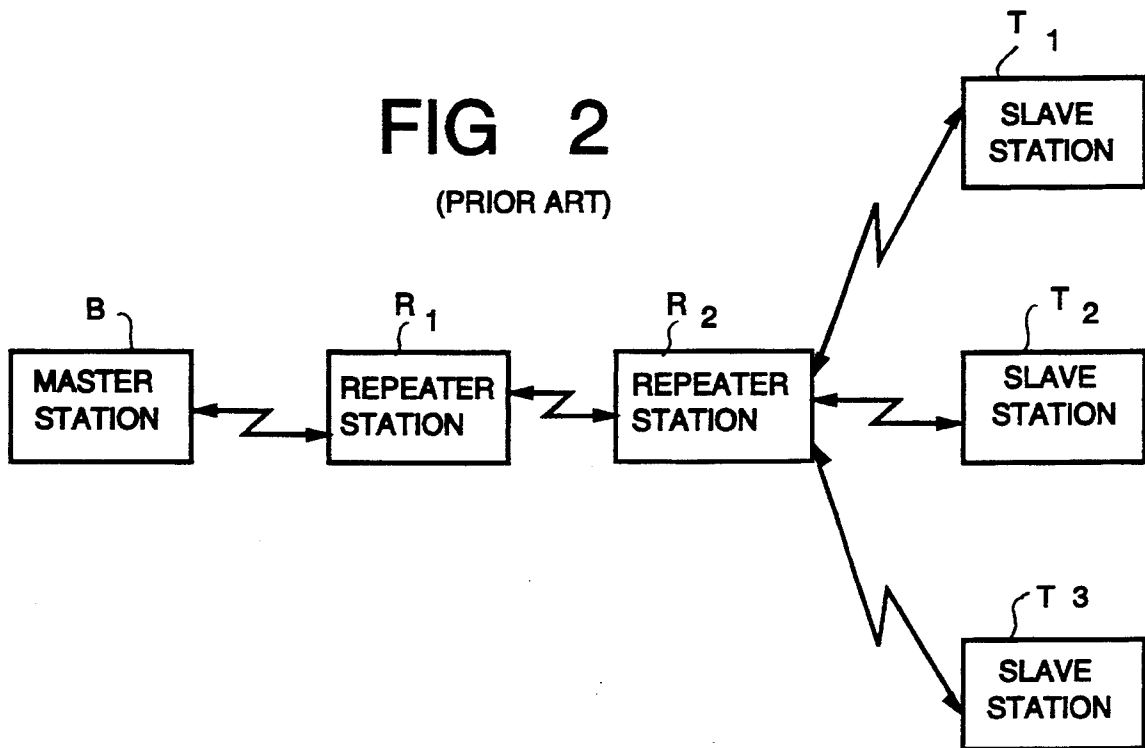 T 1
SLAVE
STATION
FIG 2
(PRIOR ART)
B
MASTER
STATION
R 1
REPEATER
STATION
R 2
REPEATER
STATION
T 2
SLAVE
STATION
T 3
SLAVE
STATION